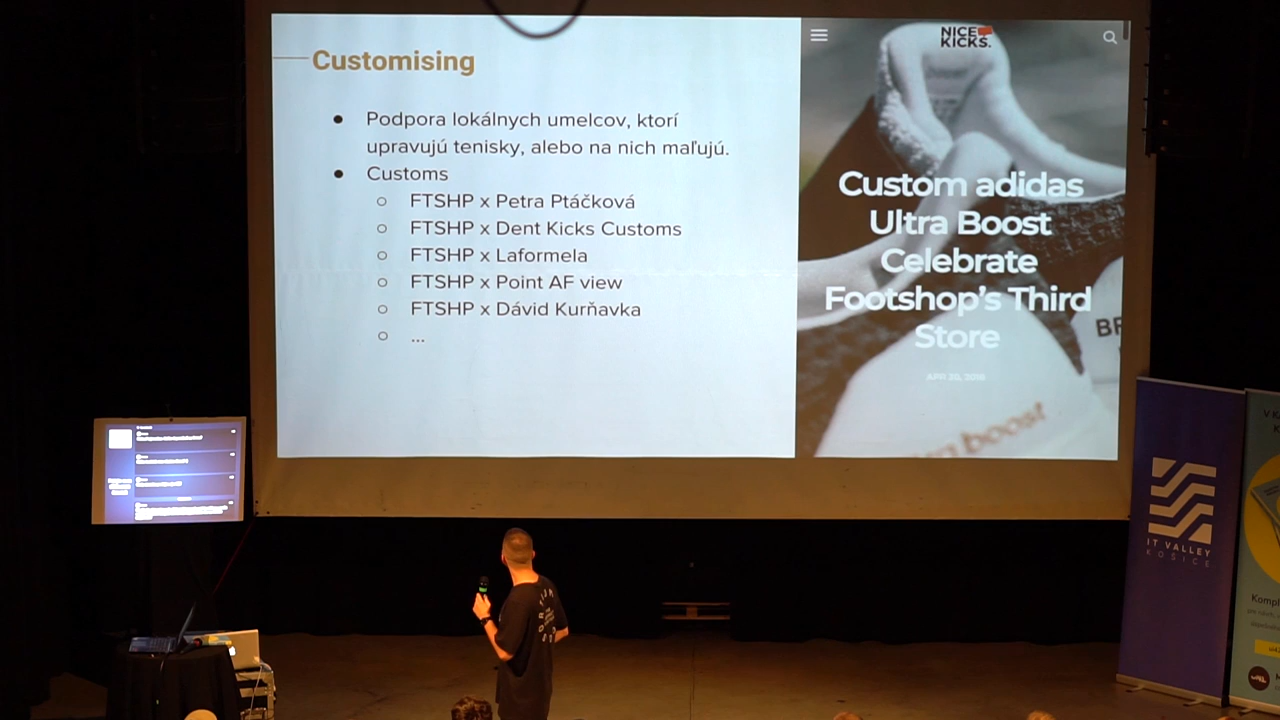 Customising
Podpora lokálnych umelcov, ktorí
upravujú tenisky, alebo na nich maľujú.
Customs
FTSHP x Petra Ptáčková
FTSHP x Dent Kicks Customs
FTSHP x Laformela
FTSHP x Point AF view
FTSHP x Dávid Kurňavka
...
NICE
KICKS.
Custom adidas
Ultra Boost
Celebrate
Footshop's Third
Store
boost
IT VALLEY
KOŠICE